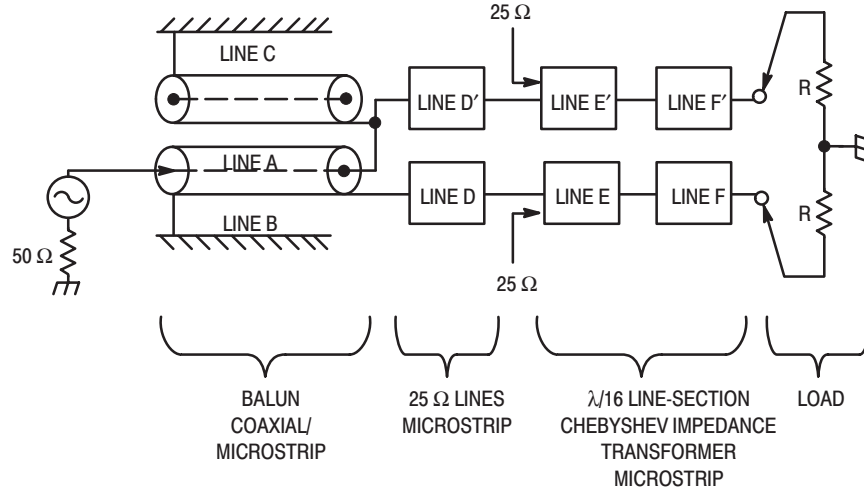 25 Ω
LINE C
LINE D′
LINE E′
LINE F′
R
LINE A
LINE D
LINE E
LINE F
R
LINE B
50 Ω
25 Ω
BALUN
COAXIAL/
MICROSTRIP
25 Ω LINES
MICROSTRIP
λ/16 LINE-SECTION
CHEBYSHEV IMPEDANCE
TRANSFORMER
MICROSTRIP
LOAD